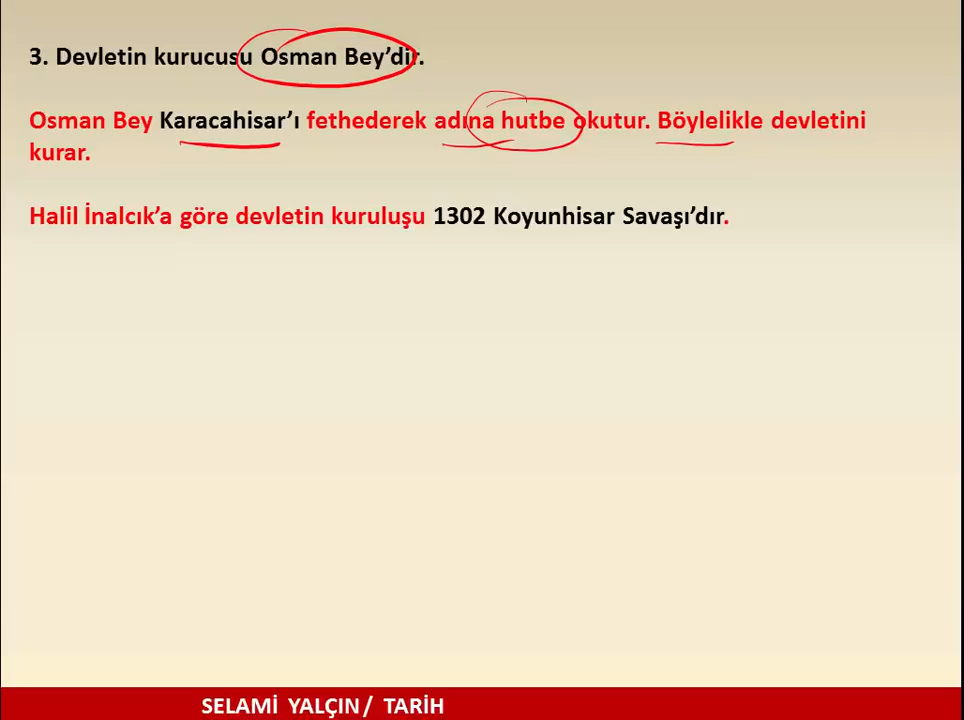 3. Devletin kurucusu Osman Bey’dir.
Osman Bey Karacahisar’ı fethederek adına hutbe okutur. Böylelikle devletini
kurar.
Halil İnalcık’a göre devletin kuruluşu 1302 Koyunhisar Savaşı’dır.
SELAMİ YALÇIN / TARİH